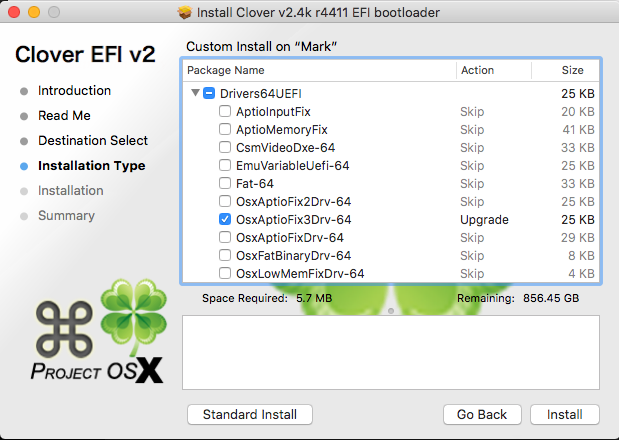 Install Clover v2.4k r4411 EFI bootloader
Clover EFI v2
Introduction
Read Me
Destination Select
Installation Type
Installation
Summary
PROJECT OSX
Custom Install on “Mark”
Package Name Action Size
Drivers64UEFI 25 KB
AptioInputFix Skip 20 KB
AptioMemoryFix Skip 41 KB
CsmVideoDxe-64 Skip 33 KB
EmuVariableUefi-64 Skip 33 KB
Fat-64 Skip 33 KB
OsxAptioFix2Drv-64 Skip 25 KB
OsxAptioFix3Drv-64 Upgrade 25 KB
OsxAptioFixDrv-64 Skip 29 KB
OsxFatBinaryDrv-64 Skip 8 KB
OsxLowMemFixDrv-64 Skip 4 KB
Space Required: 5.7 MB Remaining: 856.45 GB
Standard Install Go Back Install